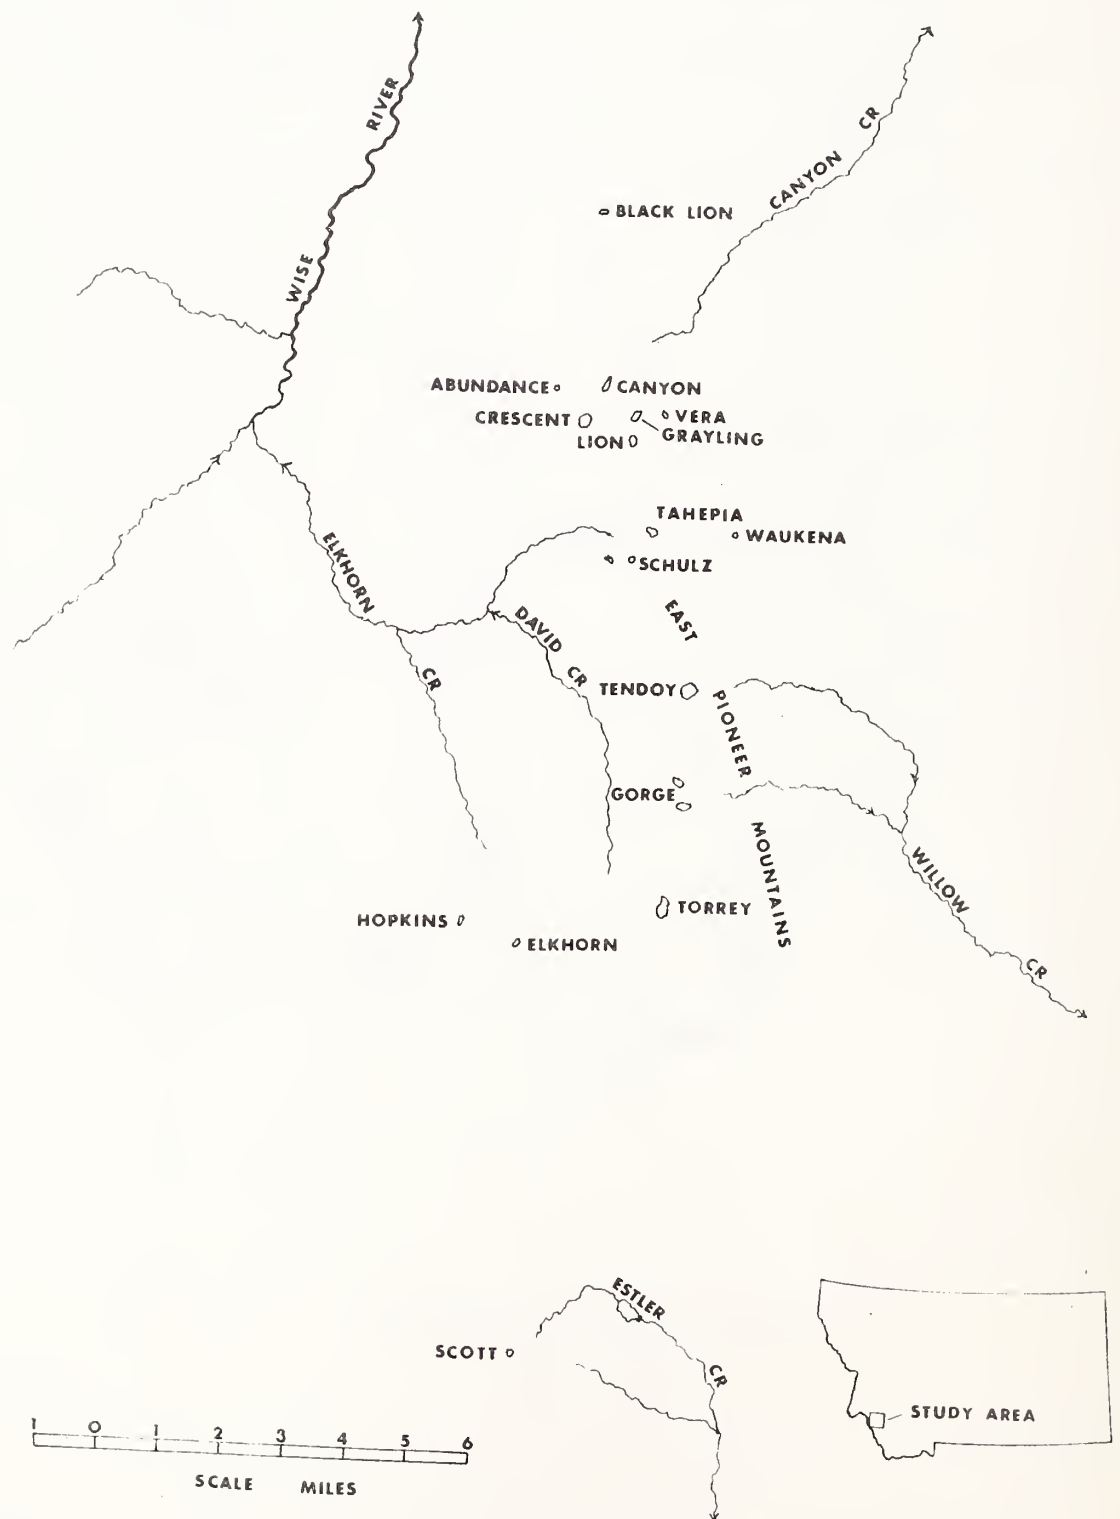 WISE RIVER
CANYON CR
BLACK LION
ABUNDANCE
CANYON
CRESCENT
VERA
GRAYLING
LION
TAHEPIA
WAUKENA
SCHULZ
ELKHORN CR
DAVID CR
EAST PIONEER MOUNTAINS
TENDOY
GORGE
WILLOW CR
TORREY
HOPKINS
ELKHORN
ESTLER CR
SCOTT
STUDY AREA
1 0 1 2 3 4 5 6
SCALE MILES